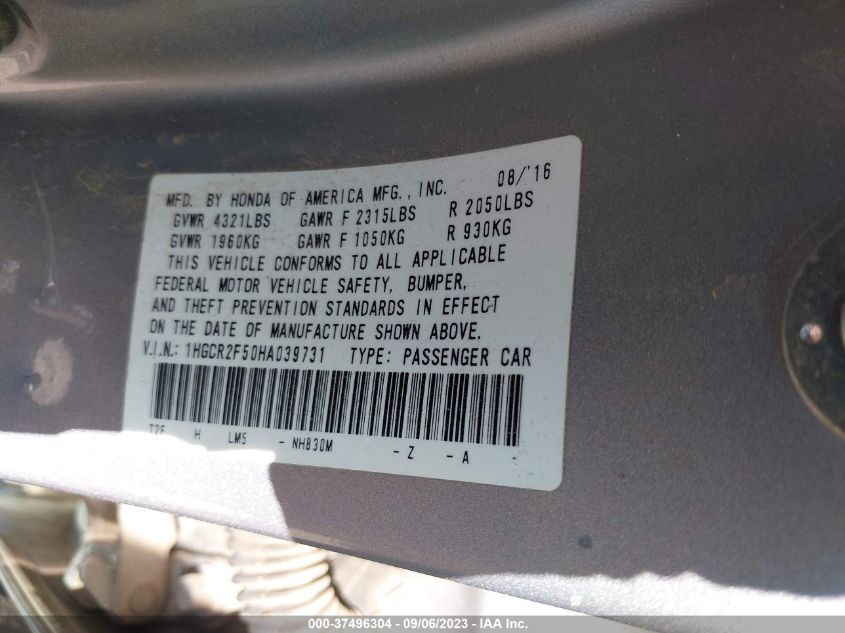 MFD. BY HONDA OF AMERICA MFG., INC. 08/'16
GVWR 4321LBS GAWR F 2315LBS R 2050LBS
GVWR 1960KG GAWR F 1050KG R 930KG
THIS VEHICLE CONFORMS TO ALL APPLICABLE
FEDERAL MOTOR VEHICLE SAFETY, BUMPER,
AND THEFT PREVENTION STANDARDS IN EFFECT
ON THE DATE OF MANUFACTURE SHOWN ABOVE.
V.I.N.: 1HGCR2F50HA039731 TYPE: PASSENGER CAR
H LM5 - NH830M - Z - A -
000-37496304 - 09/06/2023 - IAA Inc.